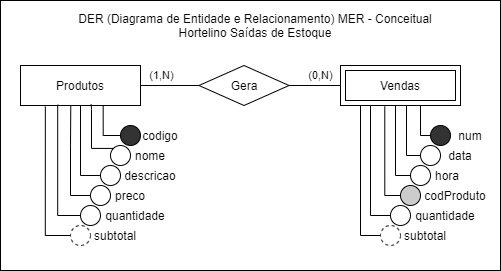 DER (Diagrama de Entidade e Relacionamento) MER - Conceitual
Hortelino Saídas de Estoque
Produtos
(1,N)
Gera
(0,N)
Vendas
codigo
nome
descricao
preco
quantidade
subtotal
num
data
hora
codProduto
quantidade
subtotal